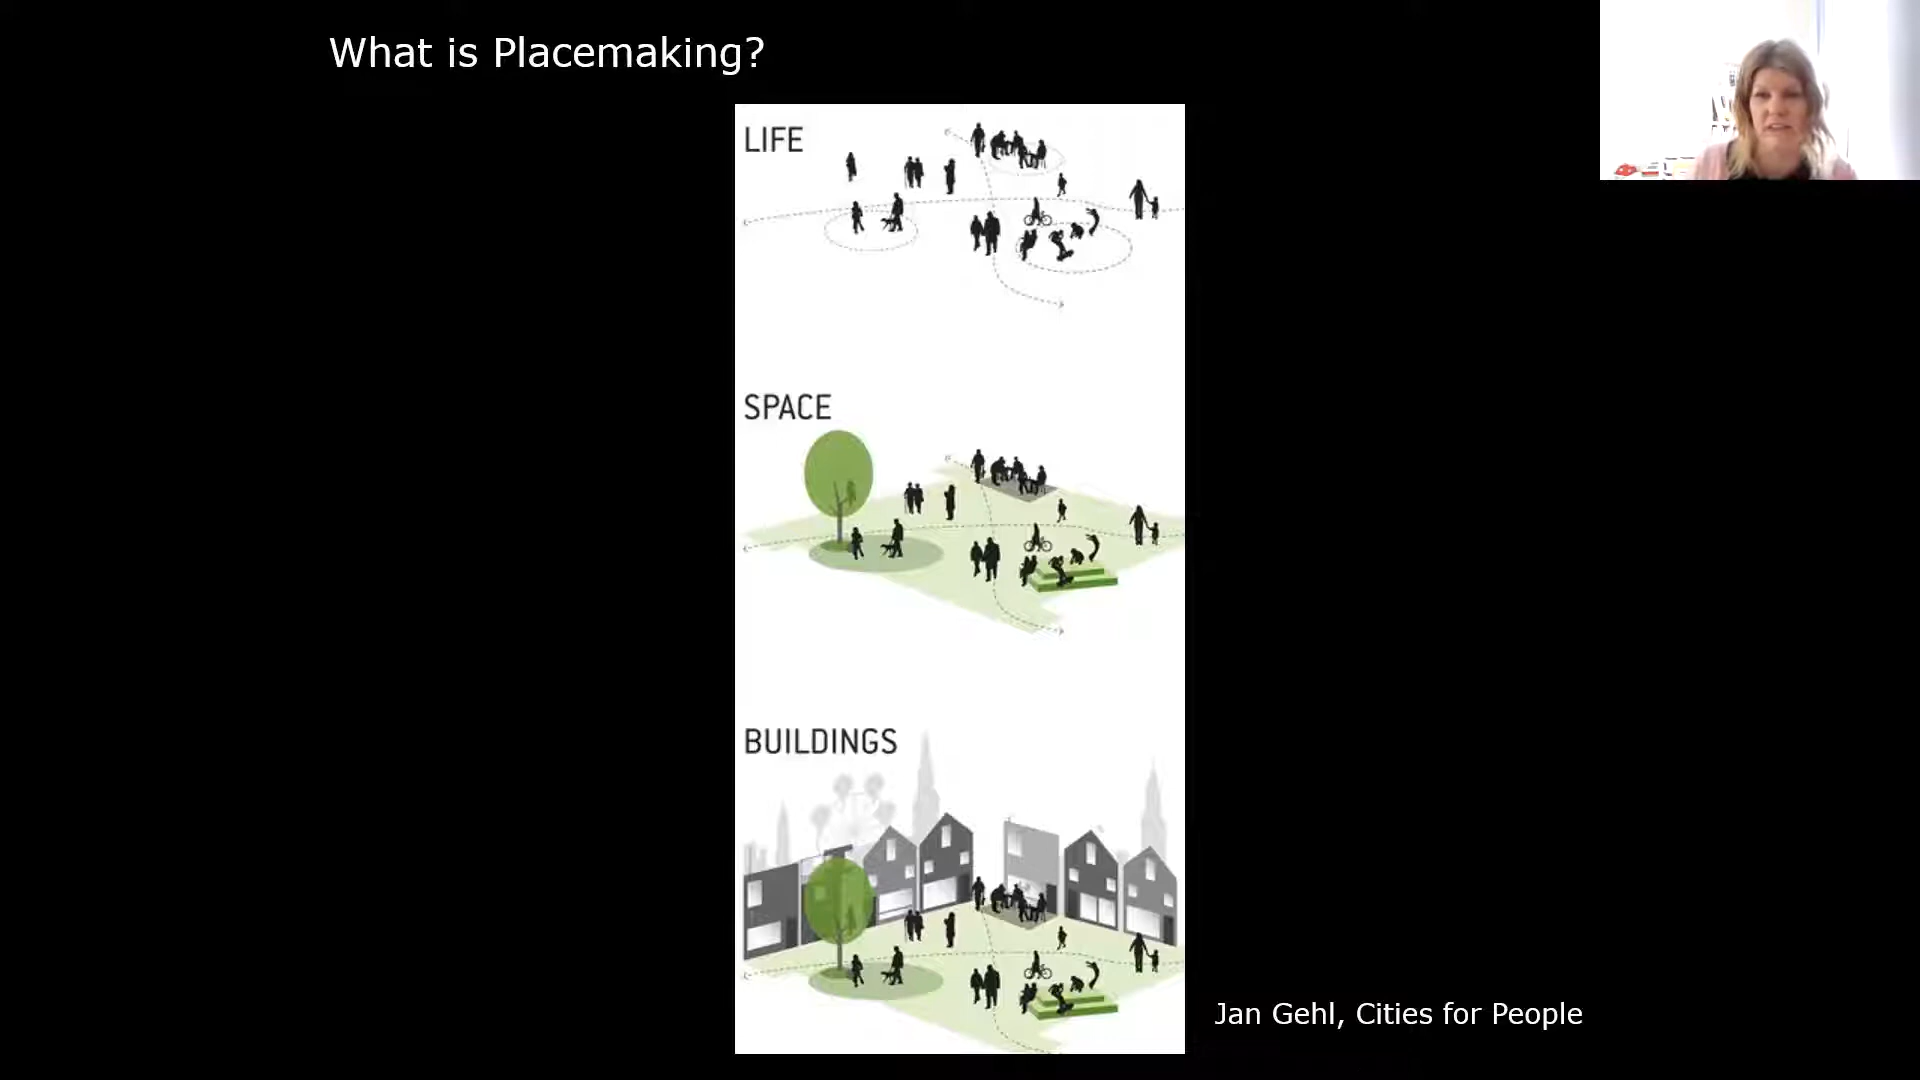 What is Placemaking?
LIFE
SPACE
BUILDINGS
Jan Gehl, Cities for People